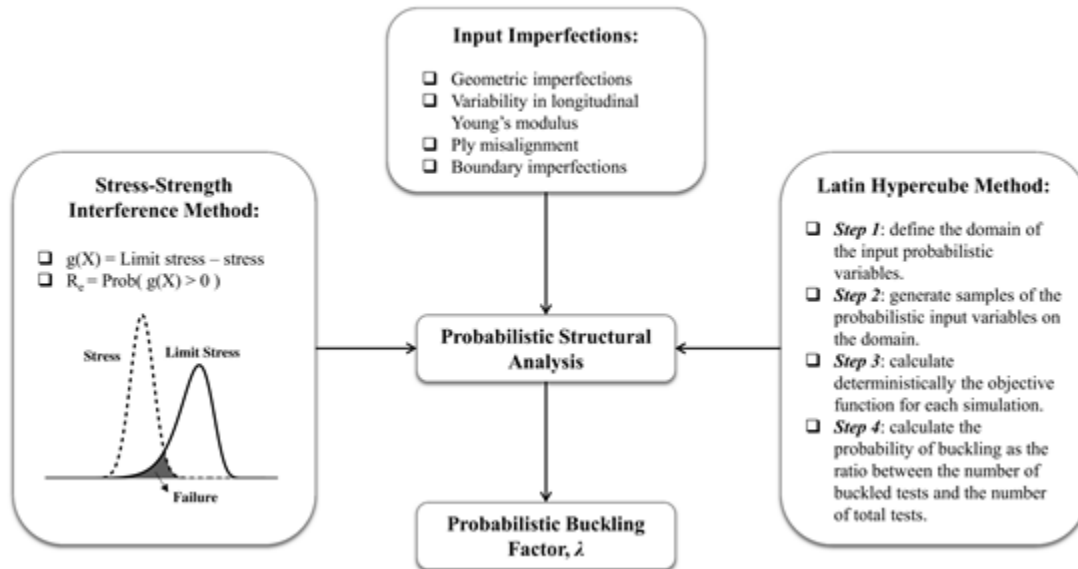 Input Imperfections:
❑ Geometric imperfections
❑ Variability in longitudinal
Young's modulus
❑ Ply misalignment
❑ Boundary imperfections
Stress-Strength
Interference Method:
❑ g(X) = Limit stress – stress
❑ Rₑ = Prob( g(X) > 0 )
Stress
Limit Stress
Failure
Probabilistic Structural
Analysis
Probabilistic Buckling
Factor, λ
Latin Hypercube Method:
❑ Step 1: define the domain of
the input probabilistic
variables.
❑ Step 2: generate samples of the
probabilistic input variables on
the domain.
❑ Step 3: calculate
deterministically the objective
function for each simulation.
❑ Step 4: calculate the
probability of buckling as the
ratio between the number of
buckled tests and the number
of total tests.